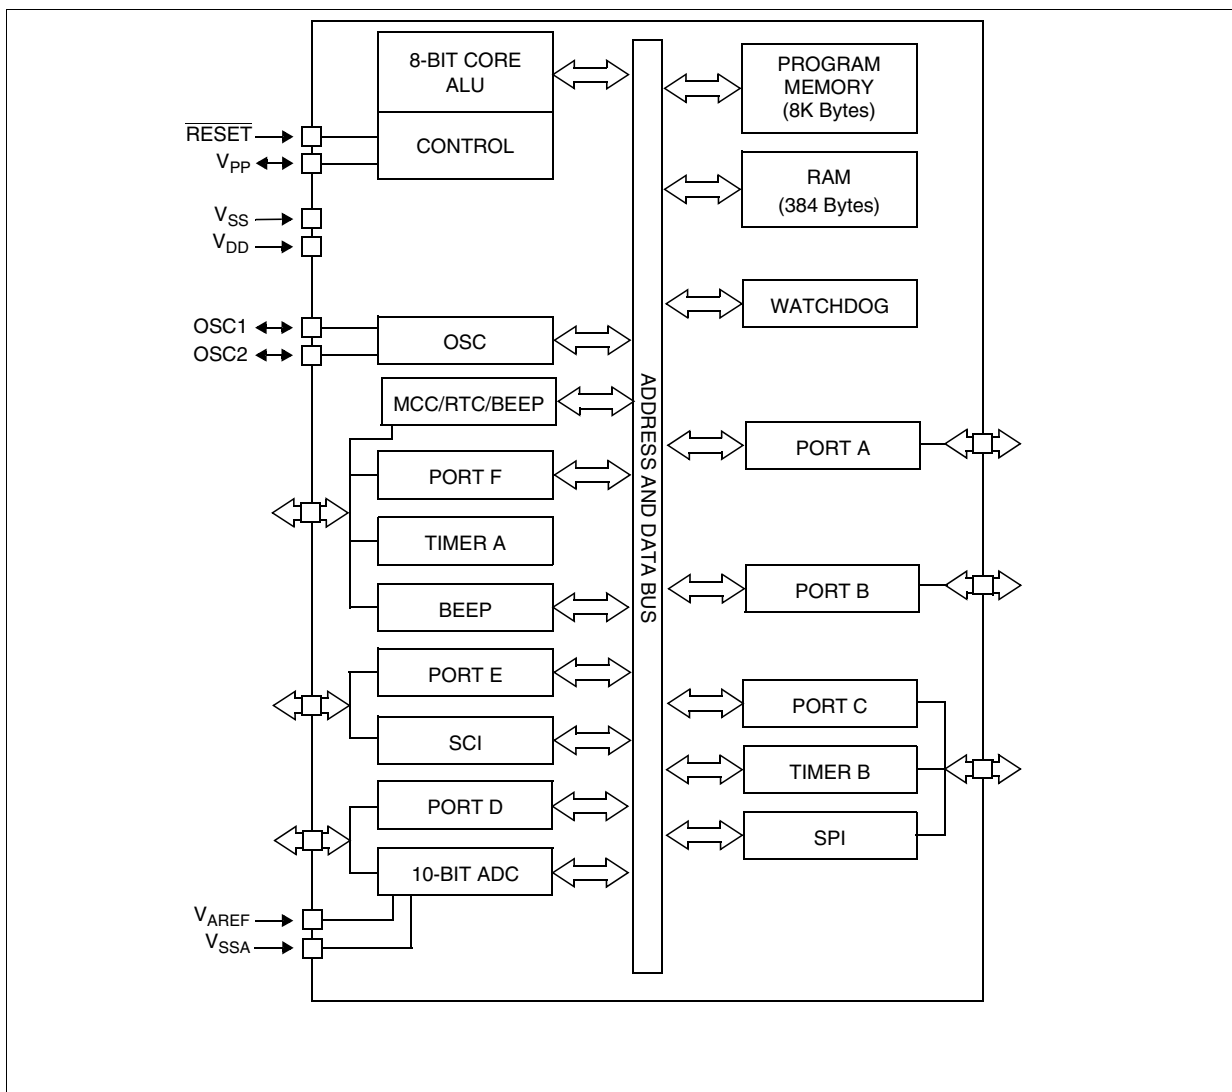 8-BIT CORE
ALU
CONTROL
RESET
VPP
VSS
VDD
OSC1
OSC2
OSC
MCC/RTC/BEEP
PORT F
TIMER A
BEEP
PORT E
SCI
PORT D
10-BIT ADC
VAREF
VSSA
ADDRESS AND DATA BUS
PROGRAM
MEMORY
(8K Bytes)
RAM
(384 Bytes)
WATCHDOG
PORT A
PORT B
PORT C
TIMER B
SPI